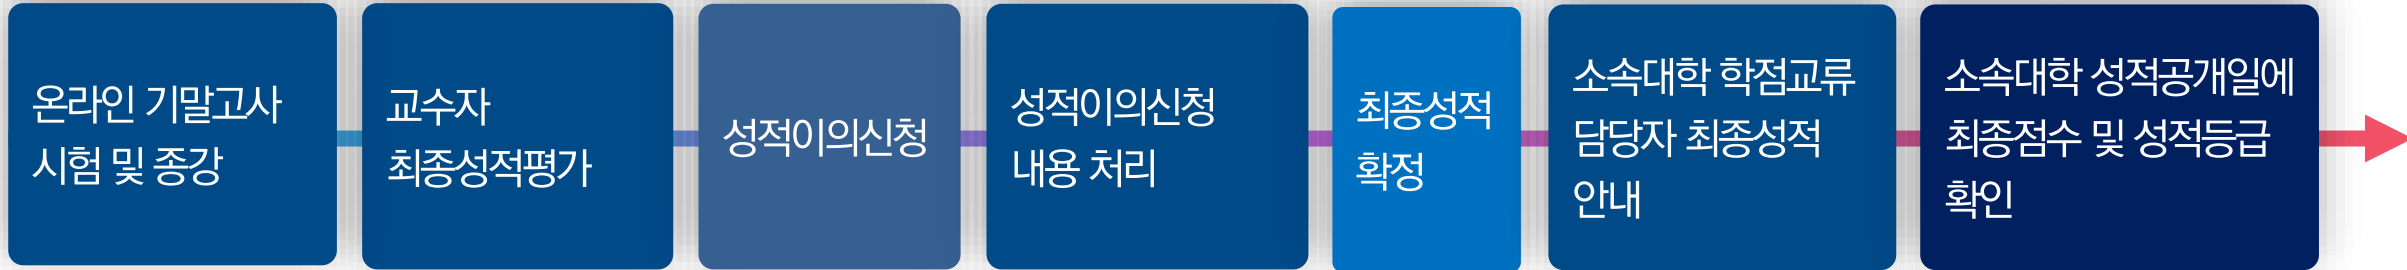 온라인 기말고사
시험 및 종강
교수자
최종성적평가
성적이의신청
성적이의신청
내용 처리
최종성적
확정
소속대학 학점교류
담당자 최종성적
안내
소속대학 성적공개일에
최종점수 및 성적등급
확인